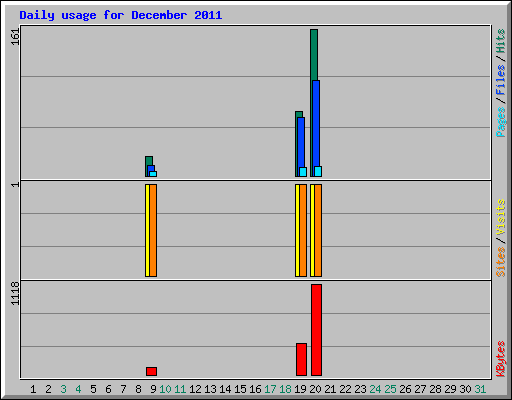 Daily usage for December 2011
161
Pages / Files / Hits
1
Sites / Visits
1118
KBytes
1 2 3 4 5 6 7 8 9 10 11 12 13 14 15 16 17 18 19 20 21 22 23 24 25 26 27 28 29 30 31